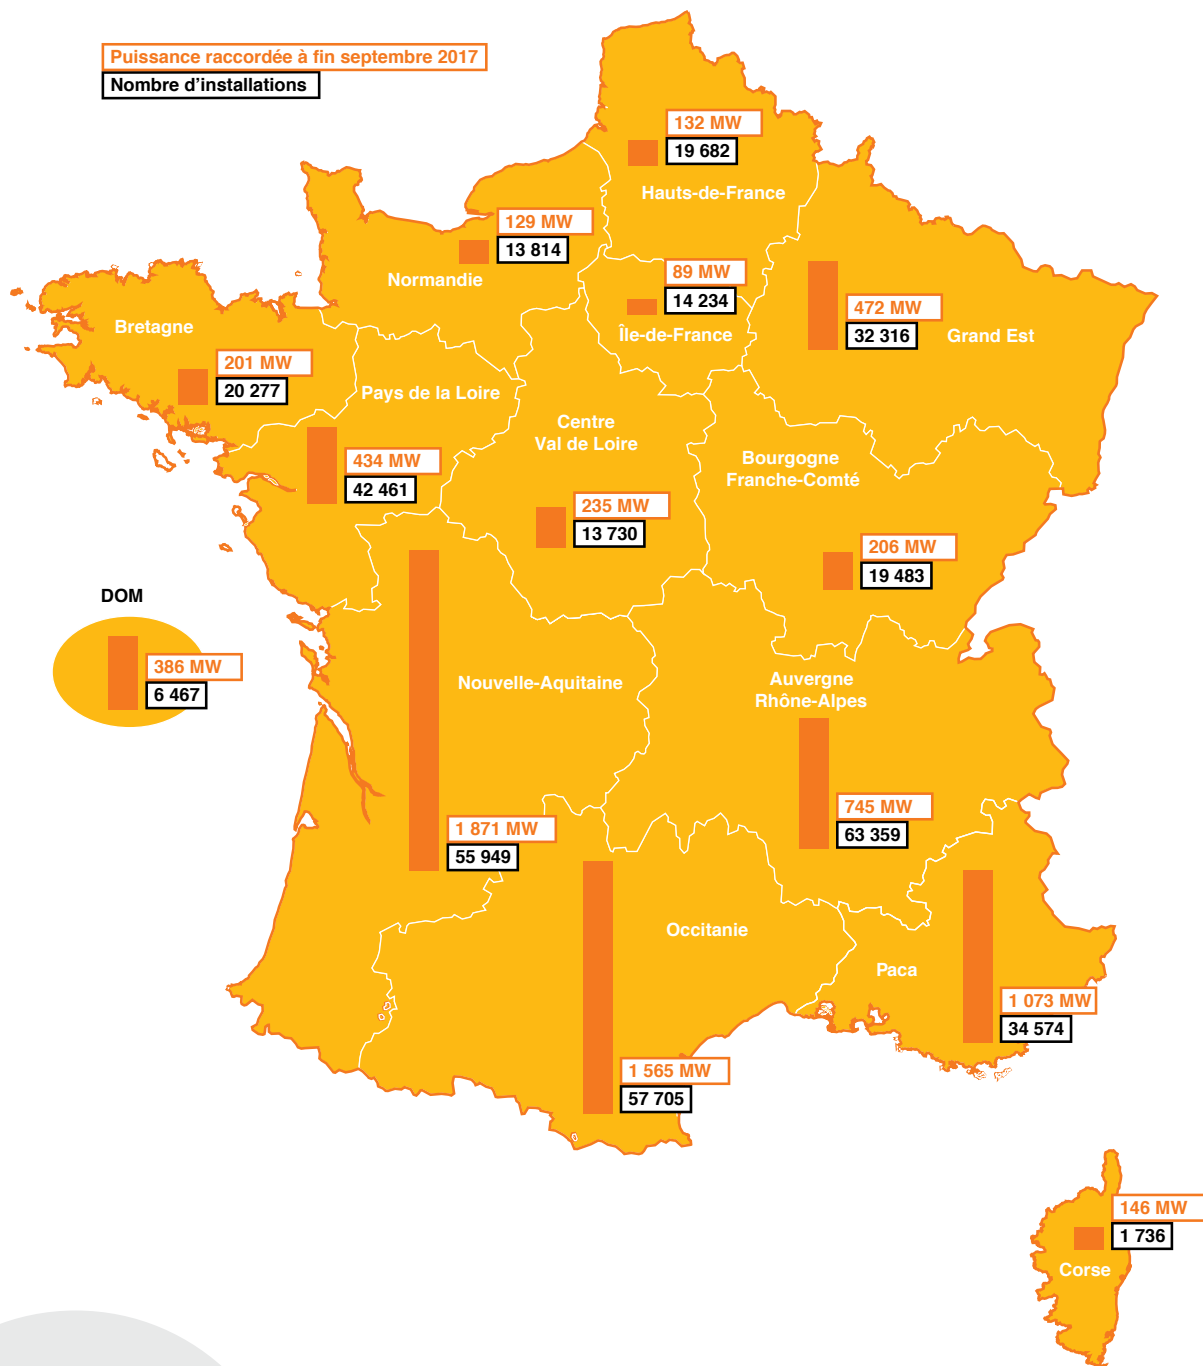 Puissance raccordée à fin septembre 2017
Nombre d'installations
132 MW
19 682
Hauts-de-France
129 MW
13 814
Normandie
89 MW
14 234
Île-de-France
472 MW
32 316
Grand Est
Bretagne
201 MW
20 277
Pays de la Loire
434 MW
42 461
Centre
Val de Loire
235 MW
13 730
Bourgogne
Franche-Comté
206 MW
19 483
DOM
386 MW
6 467
Nouvelle-Aquitaine
1 871 MW
55 949
Auvergne
Rhône-Alpes
745 MW
63 359
Occitanie
1 565 MW
57 705
Paca
1 073 MW
34 574
146 MW
1 736
Corse